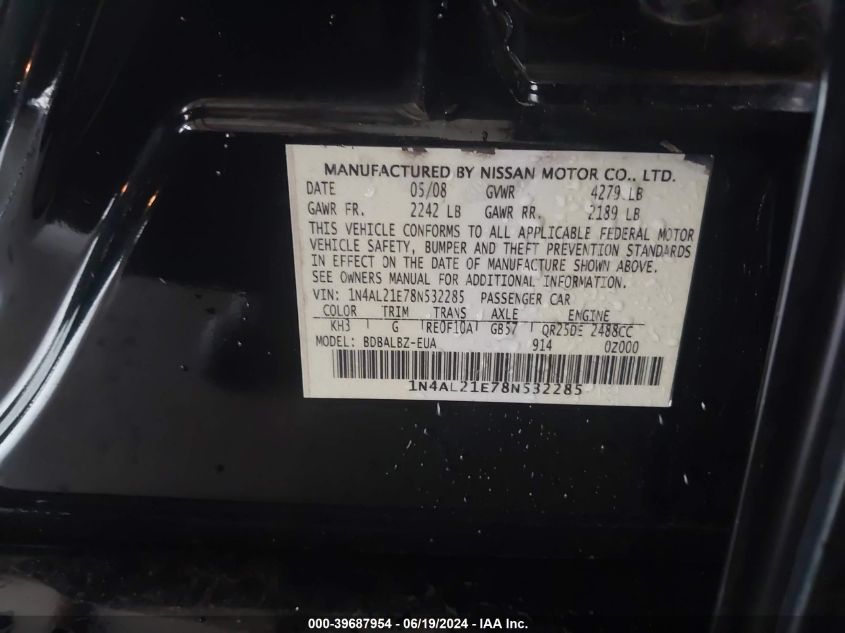 MANUFACTURED BY NISSAN MOTOR CO., LTD.
DATE 05/08 GVWR 4279 LB
GAWR FR. 2242 LB GAWR RR. 2189 LB
THIS VEHICLE CONFORMS TO ALL APPLICABLE FEDERAL MOTOR
VEHICLE SAFETY, BUMPER AND THEFT PREVENTION STANDARDS
IN EFFECT ON THE DATE OF MANUFACTURE SHOWN ABOVE.
SEE OWNERS MANUAL FOR ADDITIONAL INFORMATION.
VIN: 1N4AL21E78N532285 PASSENGER CAR
COLOR TRIM TRANS AXLE ENGINE
KH3 G RE0F10A GB57 QR25DE 2488CC
MODEL: BDBALBZ-EUA 914 0Z000
1N4AL21E78N532285
000-39687954 - 06/19/2024 - IAA Inc.